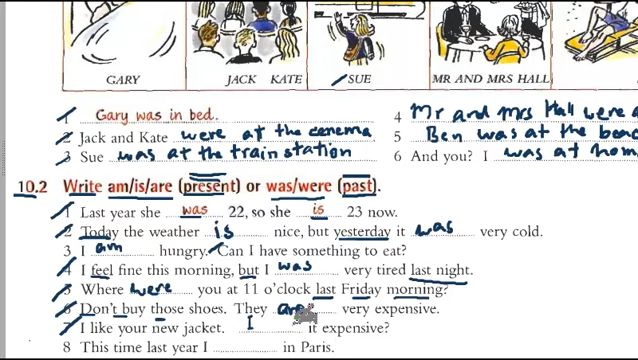 GARY JACK KATE SUE MR AND MRS HALL
1 Gary was in bed.
2 Jack and Kate were at the cenema
3 Sue was at the train station
4 Mr and Mrs Hall were a
5 Ben was at the bea
6 And you? I was at hom
10.2 Write am/is/are (present) or was/were (past).
1 Last year she was 22, so she is 23 now.
2 Today the weather is nice, but yesterday it was very cold.
3 I am hungry. Can I have something to eat?
4 I feel fine this morning, but I was very tired last night.
5 Where were you at 11 o'clock last Friday morning?
6 Don't buy those shoes. They are very expensive.
7 I like your new jacket. I it expensive?
8 This time last year I in Paris.